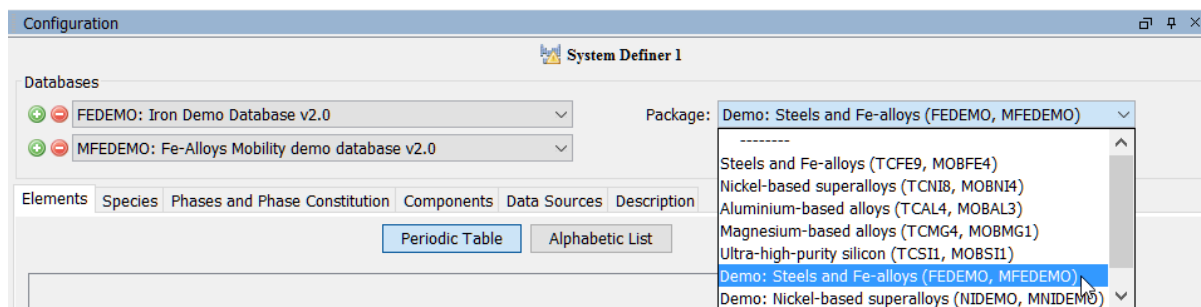 Configuration
System Definer 1
Databases
FEDEMO: Iron Demo Database v2.0
Package: Demo: Steels and Fe-alloys (FEDEMO, MFEDEMO)
MFEDEMO: Fe-Alloys Mobility demo database v2.0
--------
Steels and Fe-alloys (TCFE9, MOBFE4)
Nickel-based superalloys (TCNI8, MOBNI4)
Aluminium-based alloys (TCAL4, MOBAL3)
Magnesium-based alloys (TCMG4, MOBMG1)
Ultra-high-purity silicon (TCSI1, MOBSI1)
Demo: Steels and Fe-alloys (FEDEMO, MFEDEMO)
Demo: Nickel-based superalloys (NIDEMO, MNIDEMO)
Elements Species Phases and Phase Constitution Components Data Sources Description
Periodic Table Alphabetic List